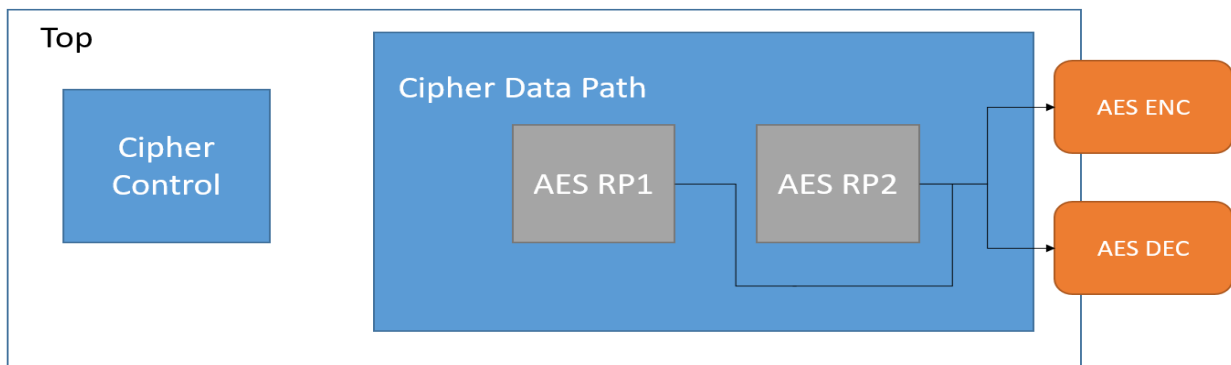 Top
Cipher
Control
Cipher Data Path
AES RP1
AES RP2
AES ENC
AES DEC